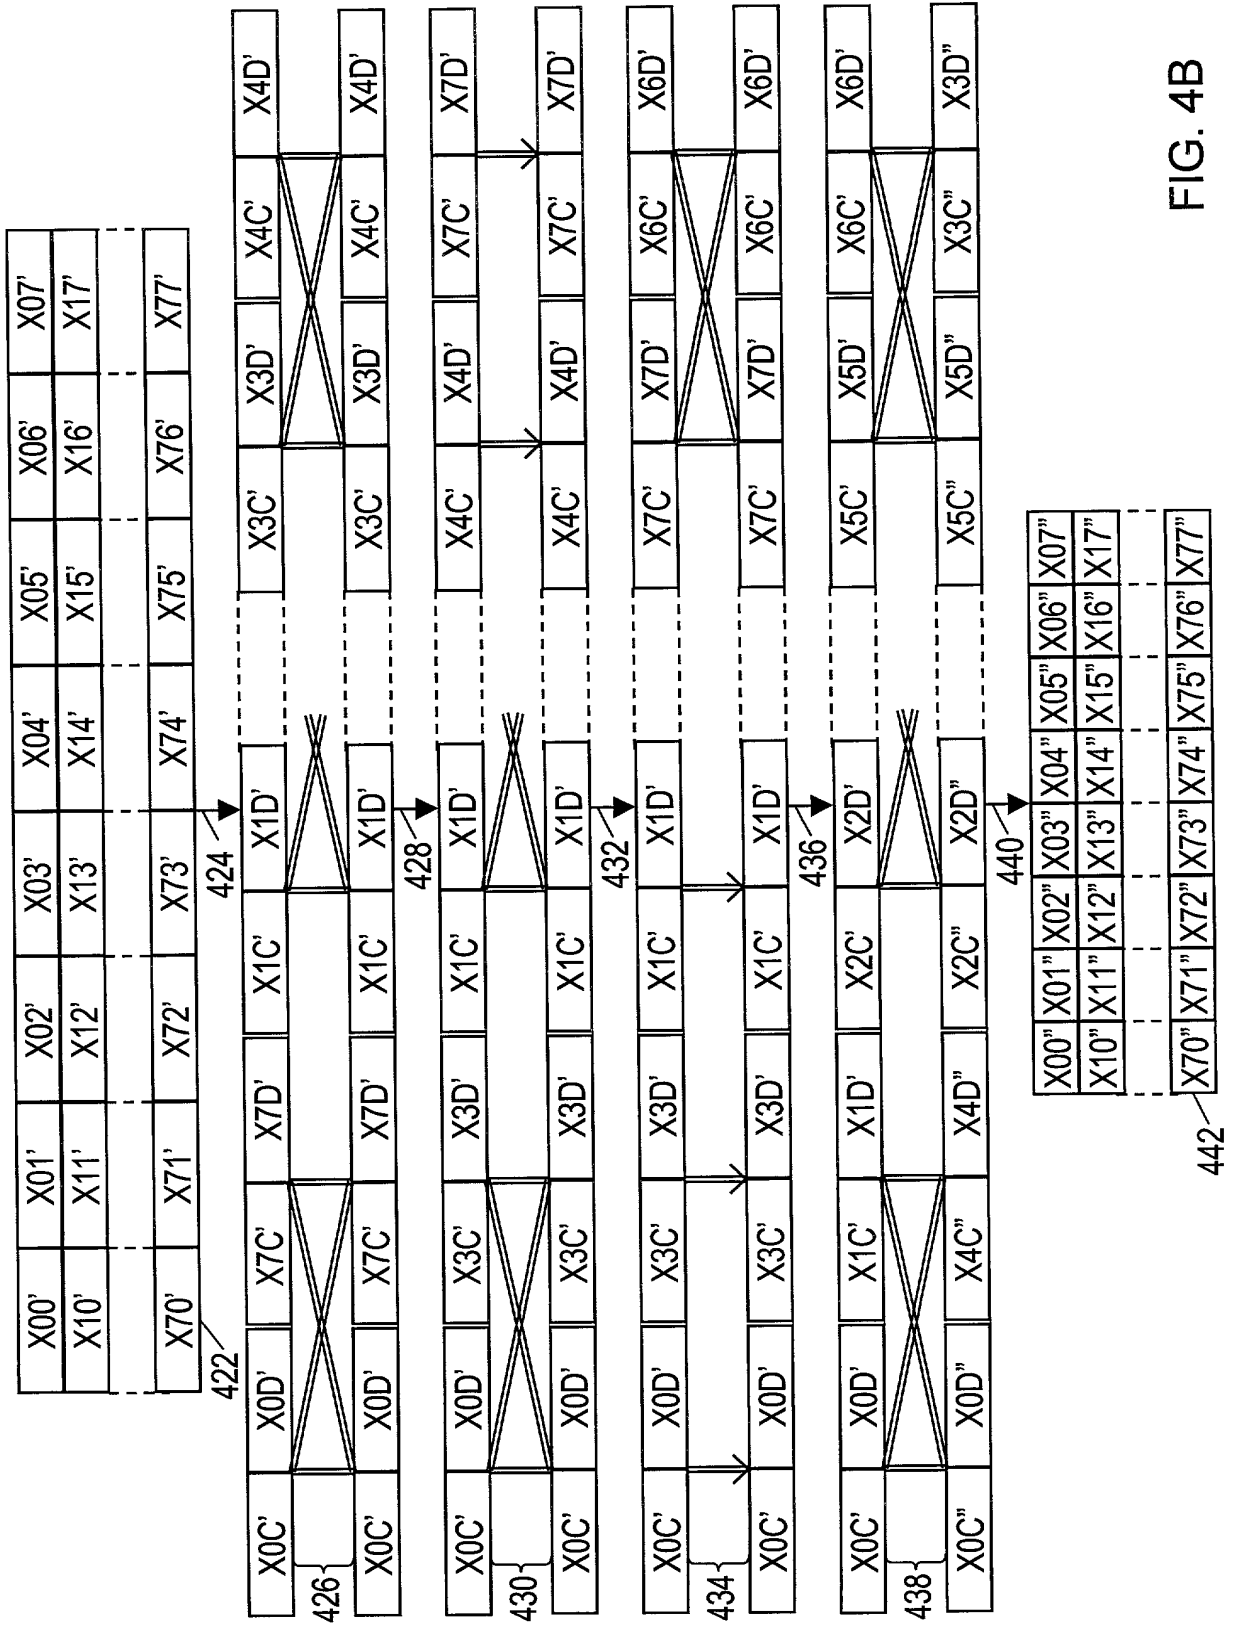 X00' X01' X02' X03' X04' X05' X06' X07'
X10' X11' X12' X13' X14' X15' X16' X17'
X70' X71' X72' X73' X74' X75' X76' X77'
422
424
X0C' X0D' X7C' X7D' X1C' X1D' X3C' X3D' X4C' X4D'
426
X0C' X0D' X7C' X7D' X1C' X1D' X3C' X3D' X4C' X4D'
428
X0C' X0D' X3C' X3D' X1C' X1D' X4C' X4D' X7C' X7D'
430
X0C' X0D' X3C' X3D' X1C' X1D' X4C' X4D' X7C' X7D'
432
X0C' X0D' X3C' X3D' X1C' X1D' X7C' X7D' X6C' X6D'
434
X0C' X0D' X3C' X3D' X1C' X1D' X7C' X7D' X6C' X6D'
436
X0C' X0D' X1C' X1D' X2C' X2D' X5C' X5D' X6C' X6D'
438
X0C" X0D" X4C" X4D" X2C" X2D" X5C" X5D" X3C" X3D"
440
X00" X01" X02" X03" X04" X05" X06" X07"
X10" X11" X12" X13" X14" X15" X16" X17"
X70" X71" X72" X73" X74" X75" X76" X77"
442
FIG. 4B